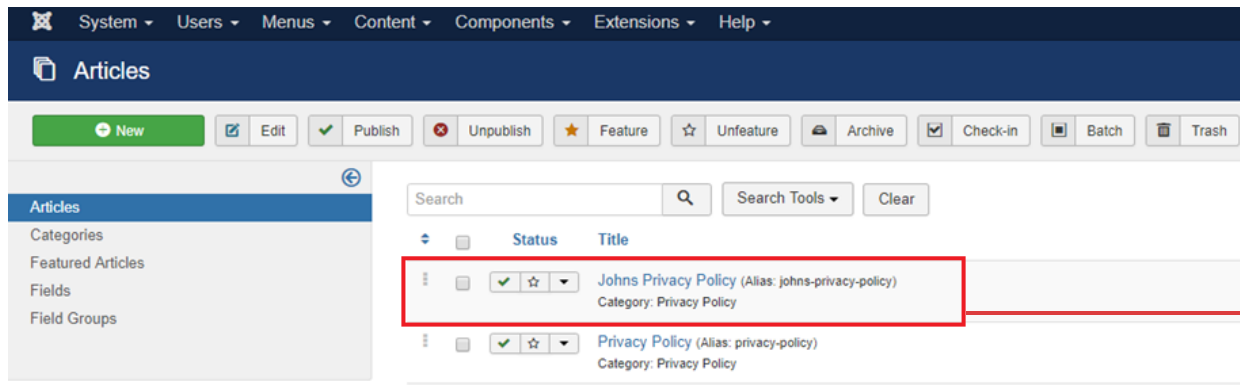 System Users Menus Content Components Extensions Help
Articles
New Edit Publish Unpublish Feature Unfeature Archive Check-in Batch Trash
Articles
Categories
Featured Articles
Fields
Field Groups
Search Search Tools Clear
Status Title
Johns Privacy Policy (Alias: johns-privacy-policy)
Category: Privacy Policy
Privacy Policy (Alias: privacy-policy)
Category: Privacy Policy